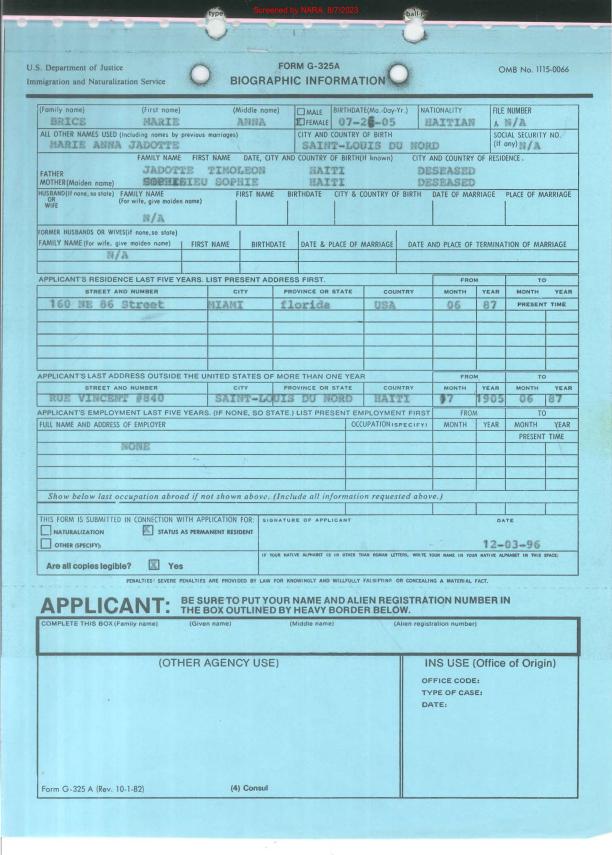 Screened by NARA, 8/7/2023
type
ball-p
U.S. Department of Justice
Immigration and Naturalization Service
FORM G-325A
BIOGRAPHIC INFORMATION
OMB No. 1115-0066
(Family name) (First name) (Middle name) MALE BIRTHDATE(Mo.-Day-Yr.) NATIONALITY FILE NUMBER
BRICE MARIE ANNA X FEMALE 07-26-05 HAITIAN A N/A
ALL OTHER NAMES USED (Including names by previous marriages) CITY AND COUNTRY OF BIRTH SOCIAL SECURITY NO.
MARIE ANNA JADOTTE SAINT-LOUIS DU NORD (If any) N/A
FAMILY NAME FIRST NAME DATE, CITY AND COUNTRY OF BIRTH(If known) CITY AND COUNTRY OF RESIDENCE.
FATHER JADOTTE TIMOLEON HAITI DESEASED
MOTHER(Maiden name) SOPHIE HAITI DESEASED
HUSBAND(If none, so state) FAMILY NAME FIRST NAME BIRTHDATE CITY & COUNTRY OF BIRTH DATE OF MARRIAGE PLACE OF MARRIAGE
OR (For wife, give maiden name)
WIFE
N/A
FORMER HUSBANDS OR WIVES(if none,so state)
FAMILY NAME (For wife, give maiden name) FIRST NAME BIRTHDATE DATE & PLACE OF MARRIAGE DATE AND PLACE OF TERMINATION OF MARRIAGE
N/A
APPLICANT'S RESIDENCE LAST FIVE YEARS. LIST PRESENT ADDRESS FIRST. FROM TO
STREET AND NUMBER CITY PROVINCE OR STATE COUNTRY MONTH YEAR MONTH YEAR
160 NE 86 Street MIAMI florida USA 06 87 PRESENT TIME
APPLICANT'S LAST ADDRESS OUTSIDE THE UNITED STATES OF MORE THAN ONE YEAR FROM TO
STREET AND NUMBER CITY PROVINCE OR STATE COUNTRY MONTH YEAR MONTH YEAR
RUE VINCENT #840 SAINT-LOUIS DU NORD HAITI 07 1905 06 87
APPLICANT'S EMPLOYMENT LAST FIVE YEARS. (IF NONE, SO STATE.) LIST PRESENT EMPLOYMENT FIRST FROM TO
FULL NAME AND ADDRESS OF EMPLOYER OCCUPATION(SPECIFY) MONTH YEAR MONTH YEAR
PRESENT TIME
NONE
Show below last occupation abroad if not shown above. (Include all information requested above.)
THIS FORM IS SUBMITTED IN CONNECTION WITH APPLICATION FOR: SIGNATURE OF APPLICANT DATE
NATURALIZATION X STATUS AS PERMANENT RESIDENT
OTHER (SPECIFY): 12-03-96
IF YOUR NATIVE ALPHABET IS IN OTHER THAN ROMAN LETTERS, WRITE YOUR NAME IN YOUR NATIVE ALPHABET IN THIS SPACE:
Are all copies legible? X Yes
PENALTIES: SEVERE PENALTIES ARE PROVIDED BY LAW FOR KNOWINGLY AND WILLFULLY FALSIFYING OR CONCEALING A MATERIAL FACT.
APPLICANT: BE SURE TO PUT YOUR NAME AND ALIEN REGISTRATION NUMBER IN
THE BOX OUTLINED BY HEAVY BORDER BELOW.
COMPLETE THIS BOX (Family name) (Given name) (Middle name) (Alien registration number)
(OTHER AGENCY USE) INS USE (Office of Origin)
OFFICE CODE:
TYPE OF CASE:
DATE:
Form G-325 A (Rev. 10-1-82) (4) Consul